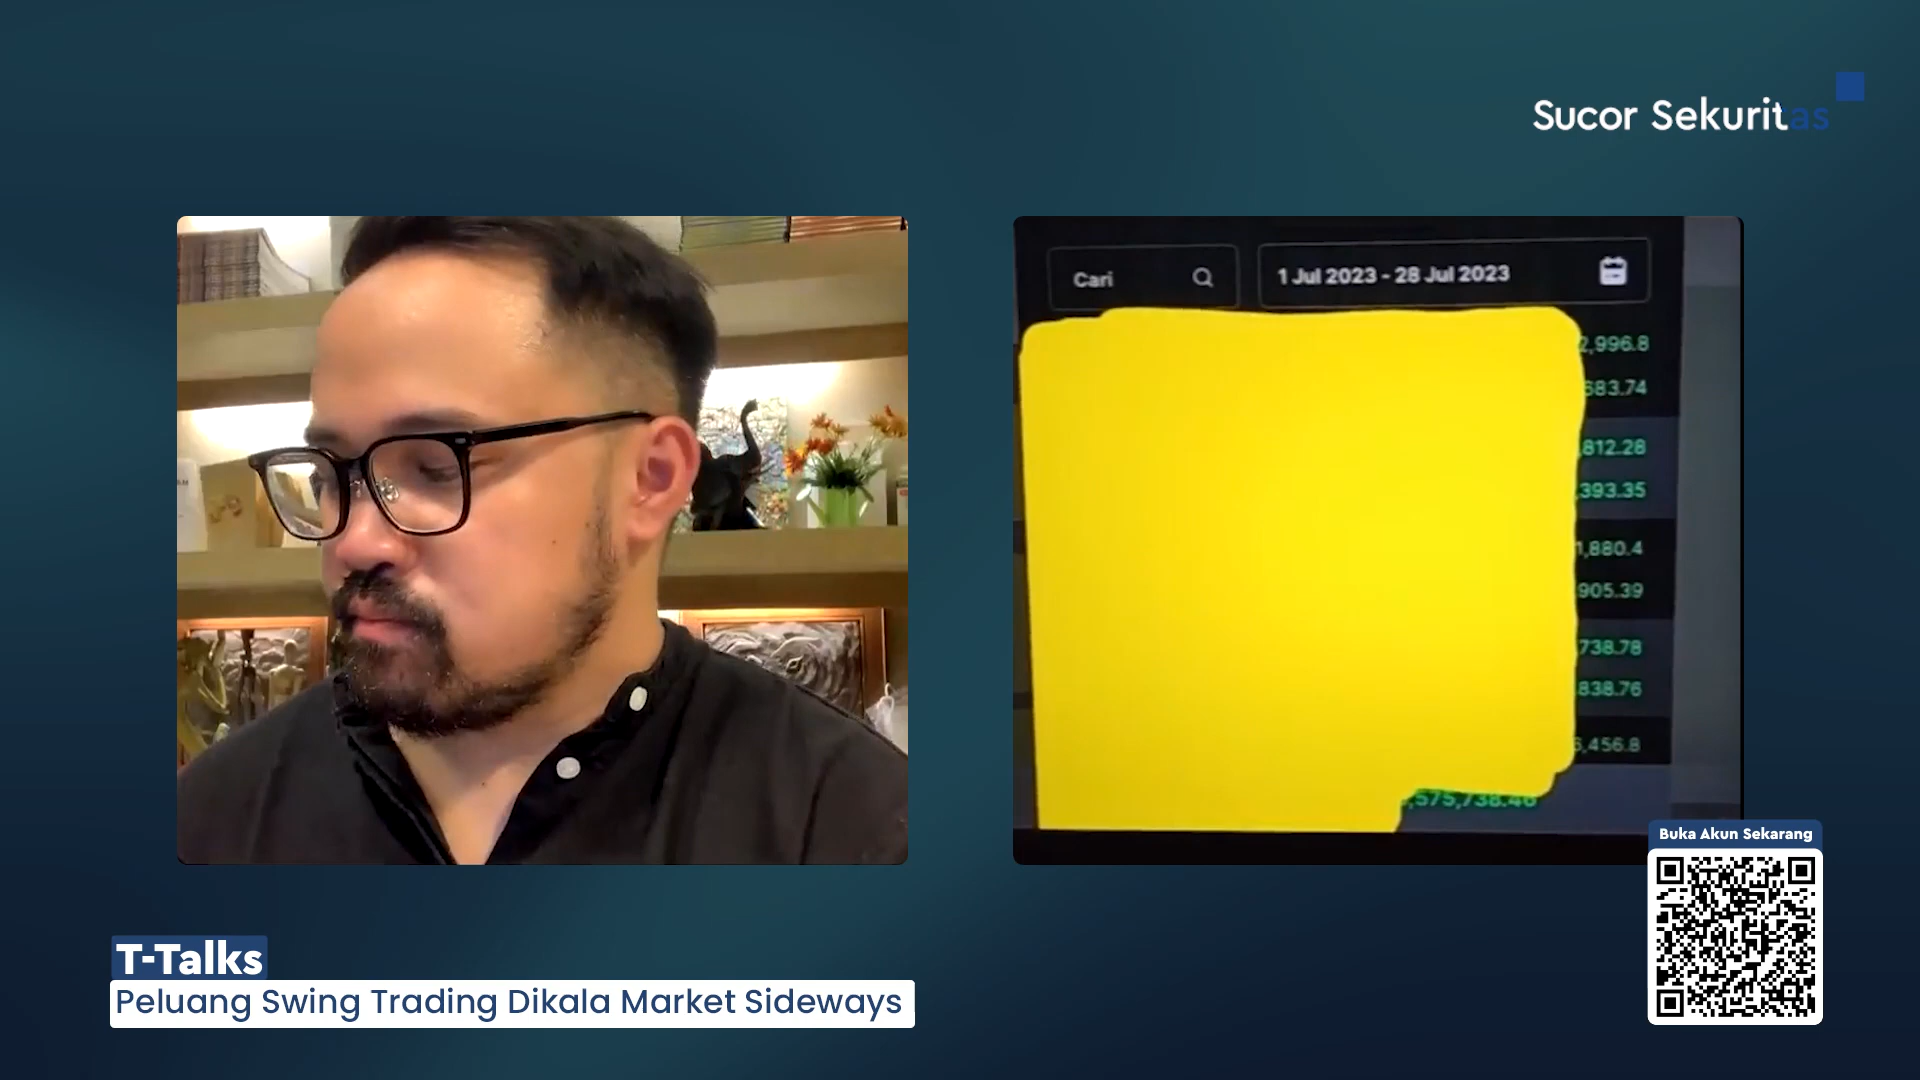 Sucor Sekuritas
Cari
1 Jul 2023 - 28 Jul 2023
2,996.8
683.74
,812.28
,393.35
1,880.4
905.39
738.78
838.76
6,456.8
,575,738.46
Buka Akun Sekarang
T-Talks
Peluang Swing Trading Dikala Market Sideways